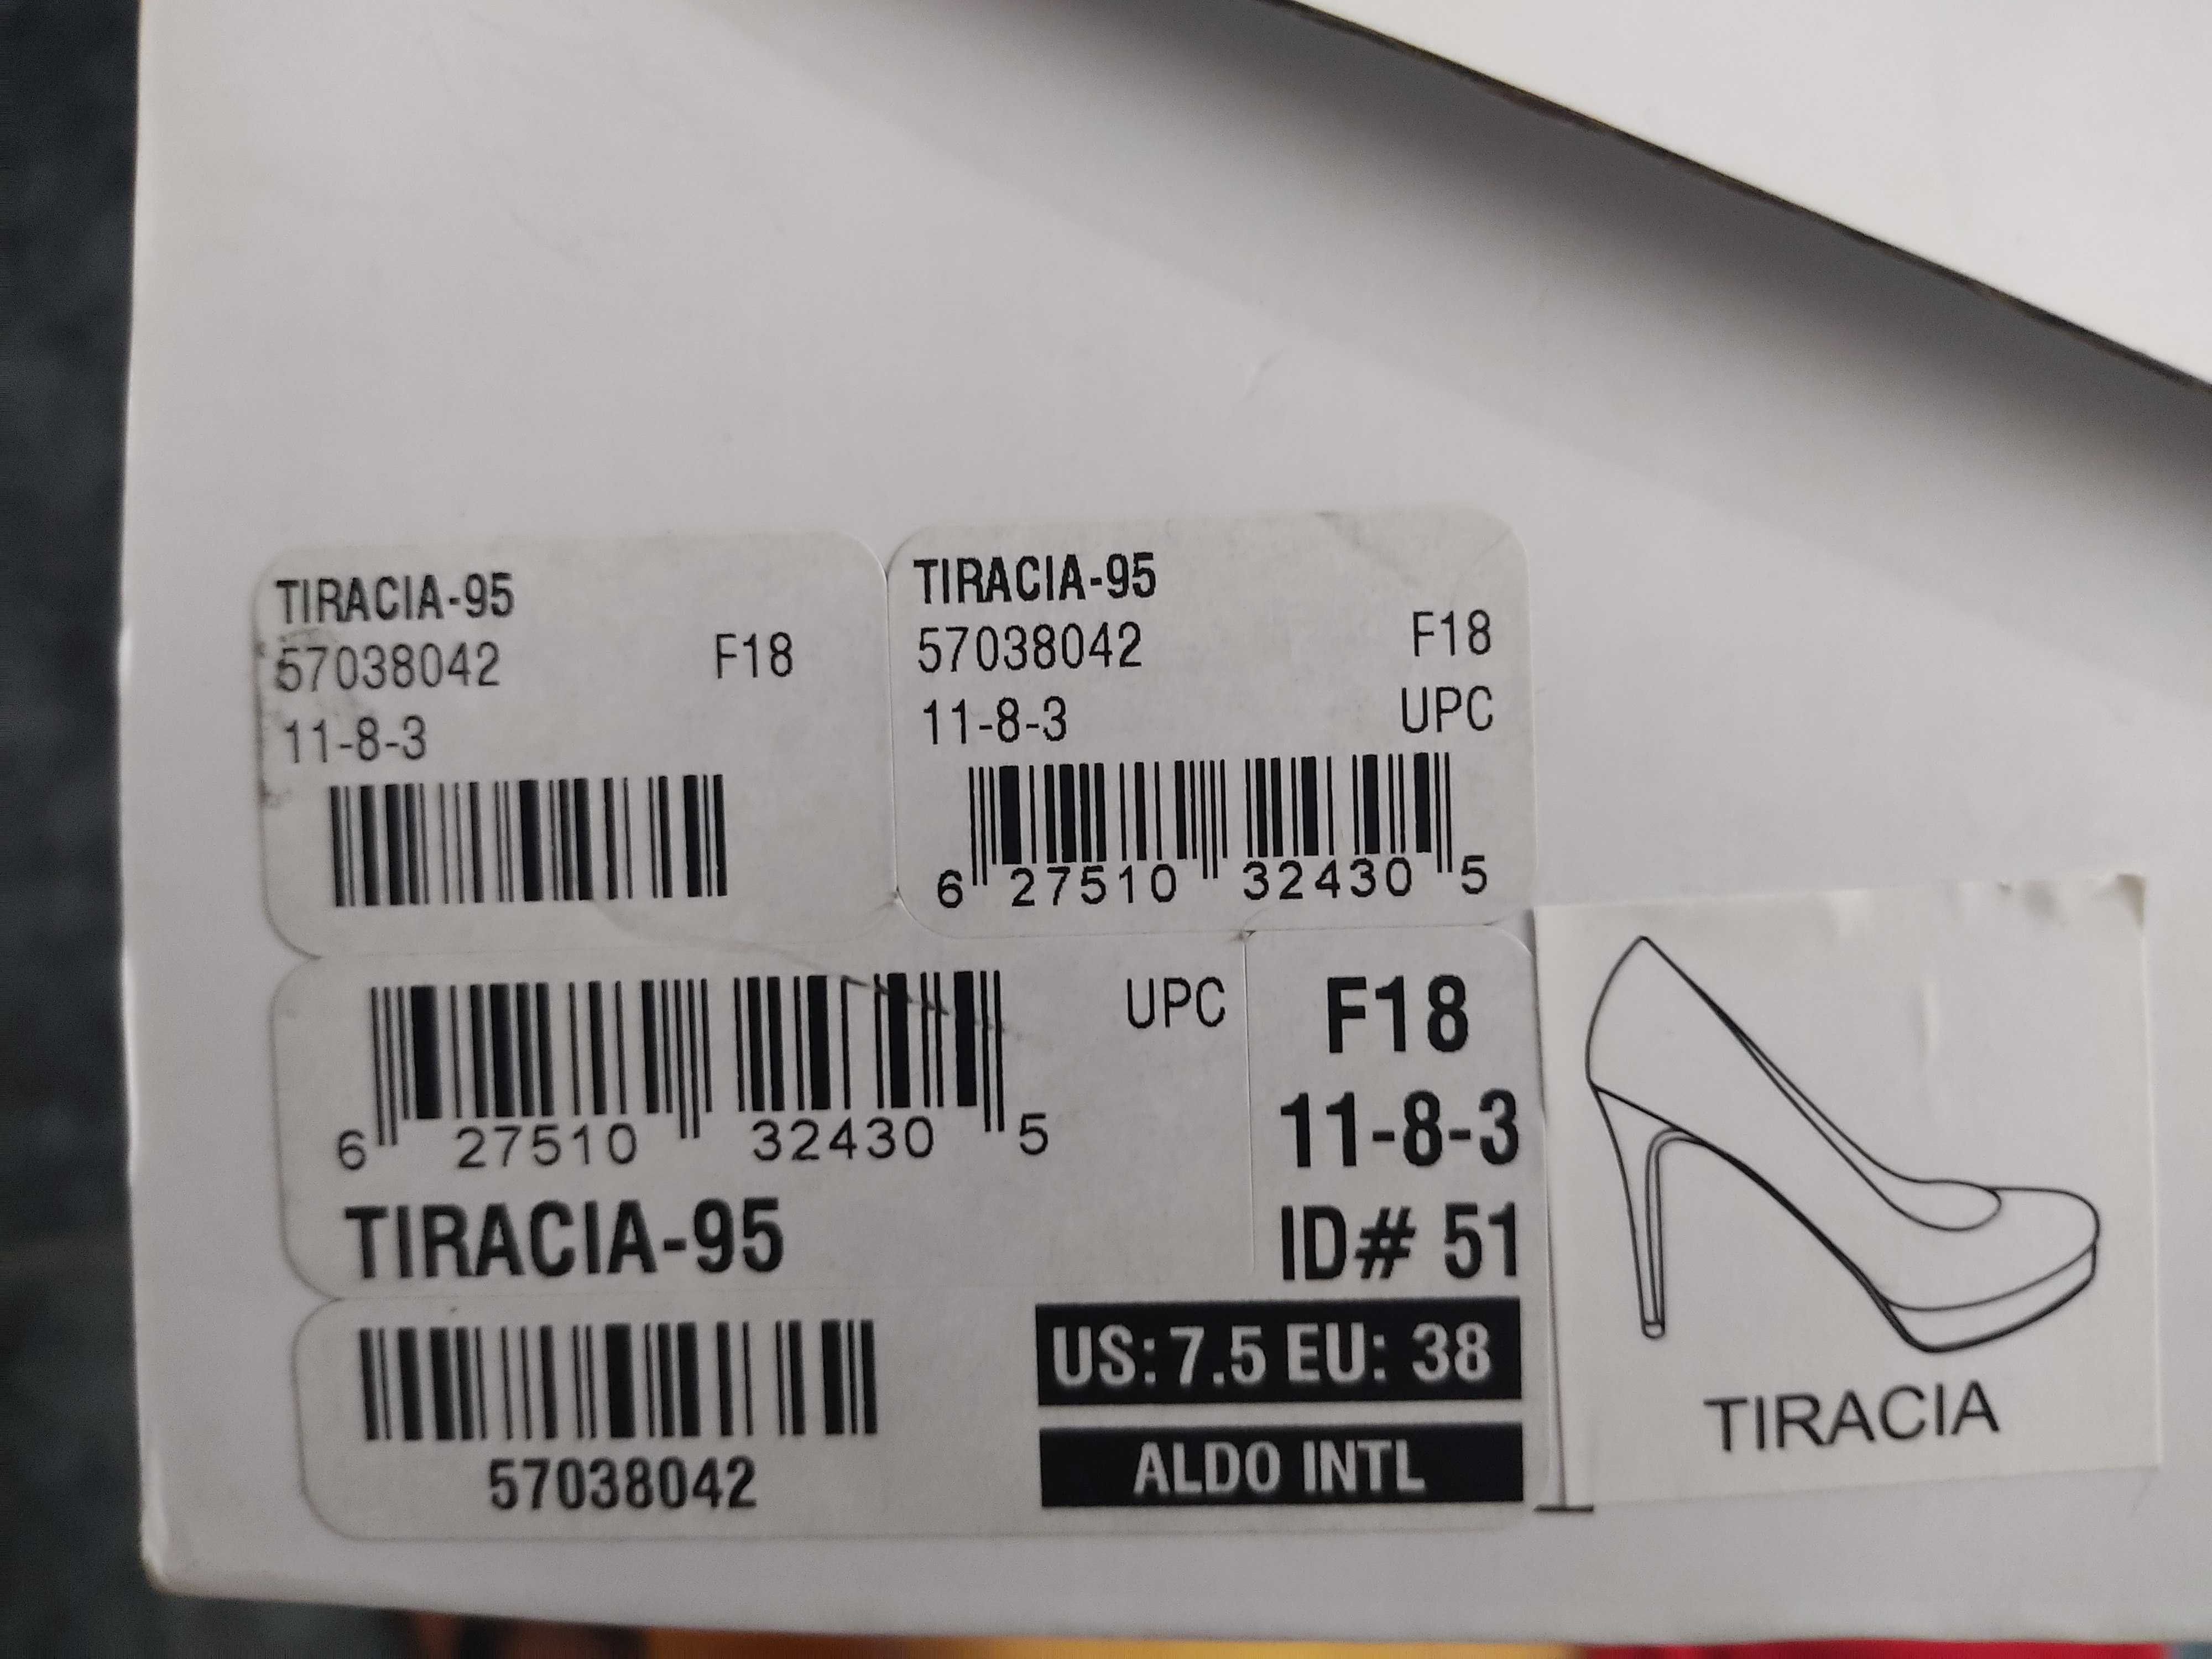 TIRACIA-95
57038042 F18
11-8-3
TIRACIA-95
57038042 F18
11-8-3 UPC
6 27510 32430 5
UPC
6 27510 32430 5
TIRACIA-95
F18
11-8-3
ID# 51
57038042
US: 7.5 EU: 38
ALDO INTL
TIRACIA